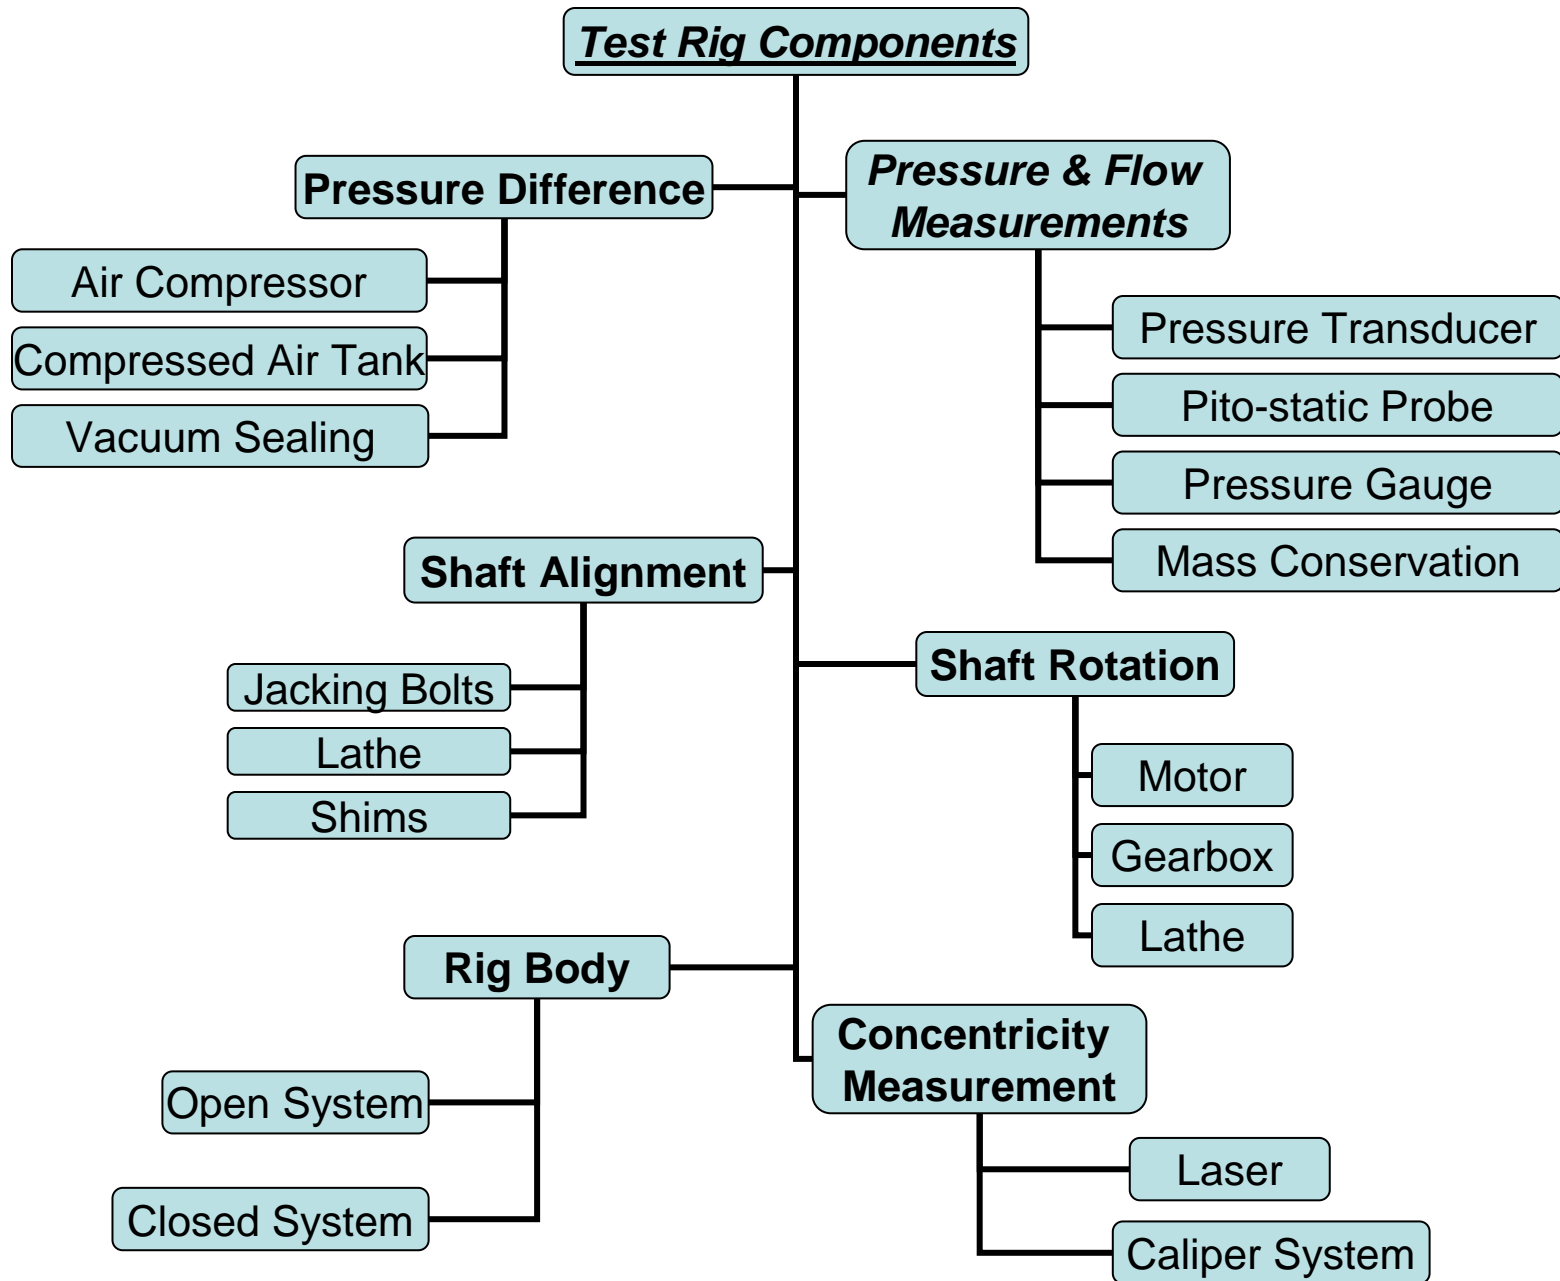 Test Rig Components
Pressure Difference
Air Compressor
Compressed Air Tank
Vacuum Sealing
Pressure & Flow
Measurements
Pressure Transducer
Pito-static Probe
Pressure Gauge
Mass Conservation
Shaft Alignment
Jacking Bolts
Lathe
Shims
Shaft Rotation
Motor
Gearbox
Lathe
Rig Body
Open System
Closed System
Concentricity
Measurement
Laser
Caliper System